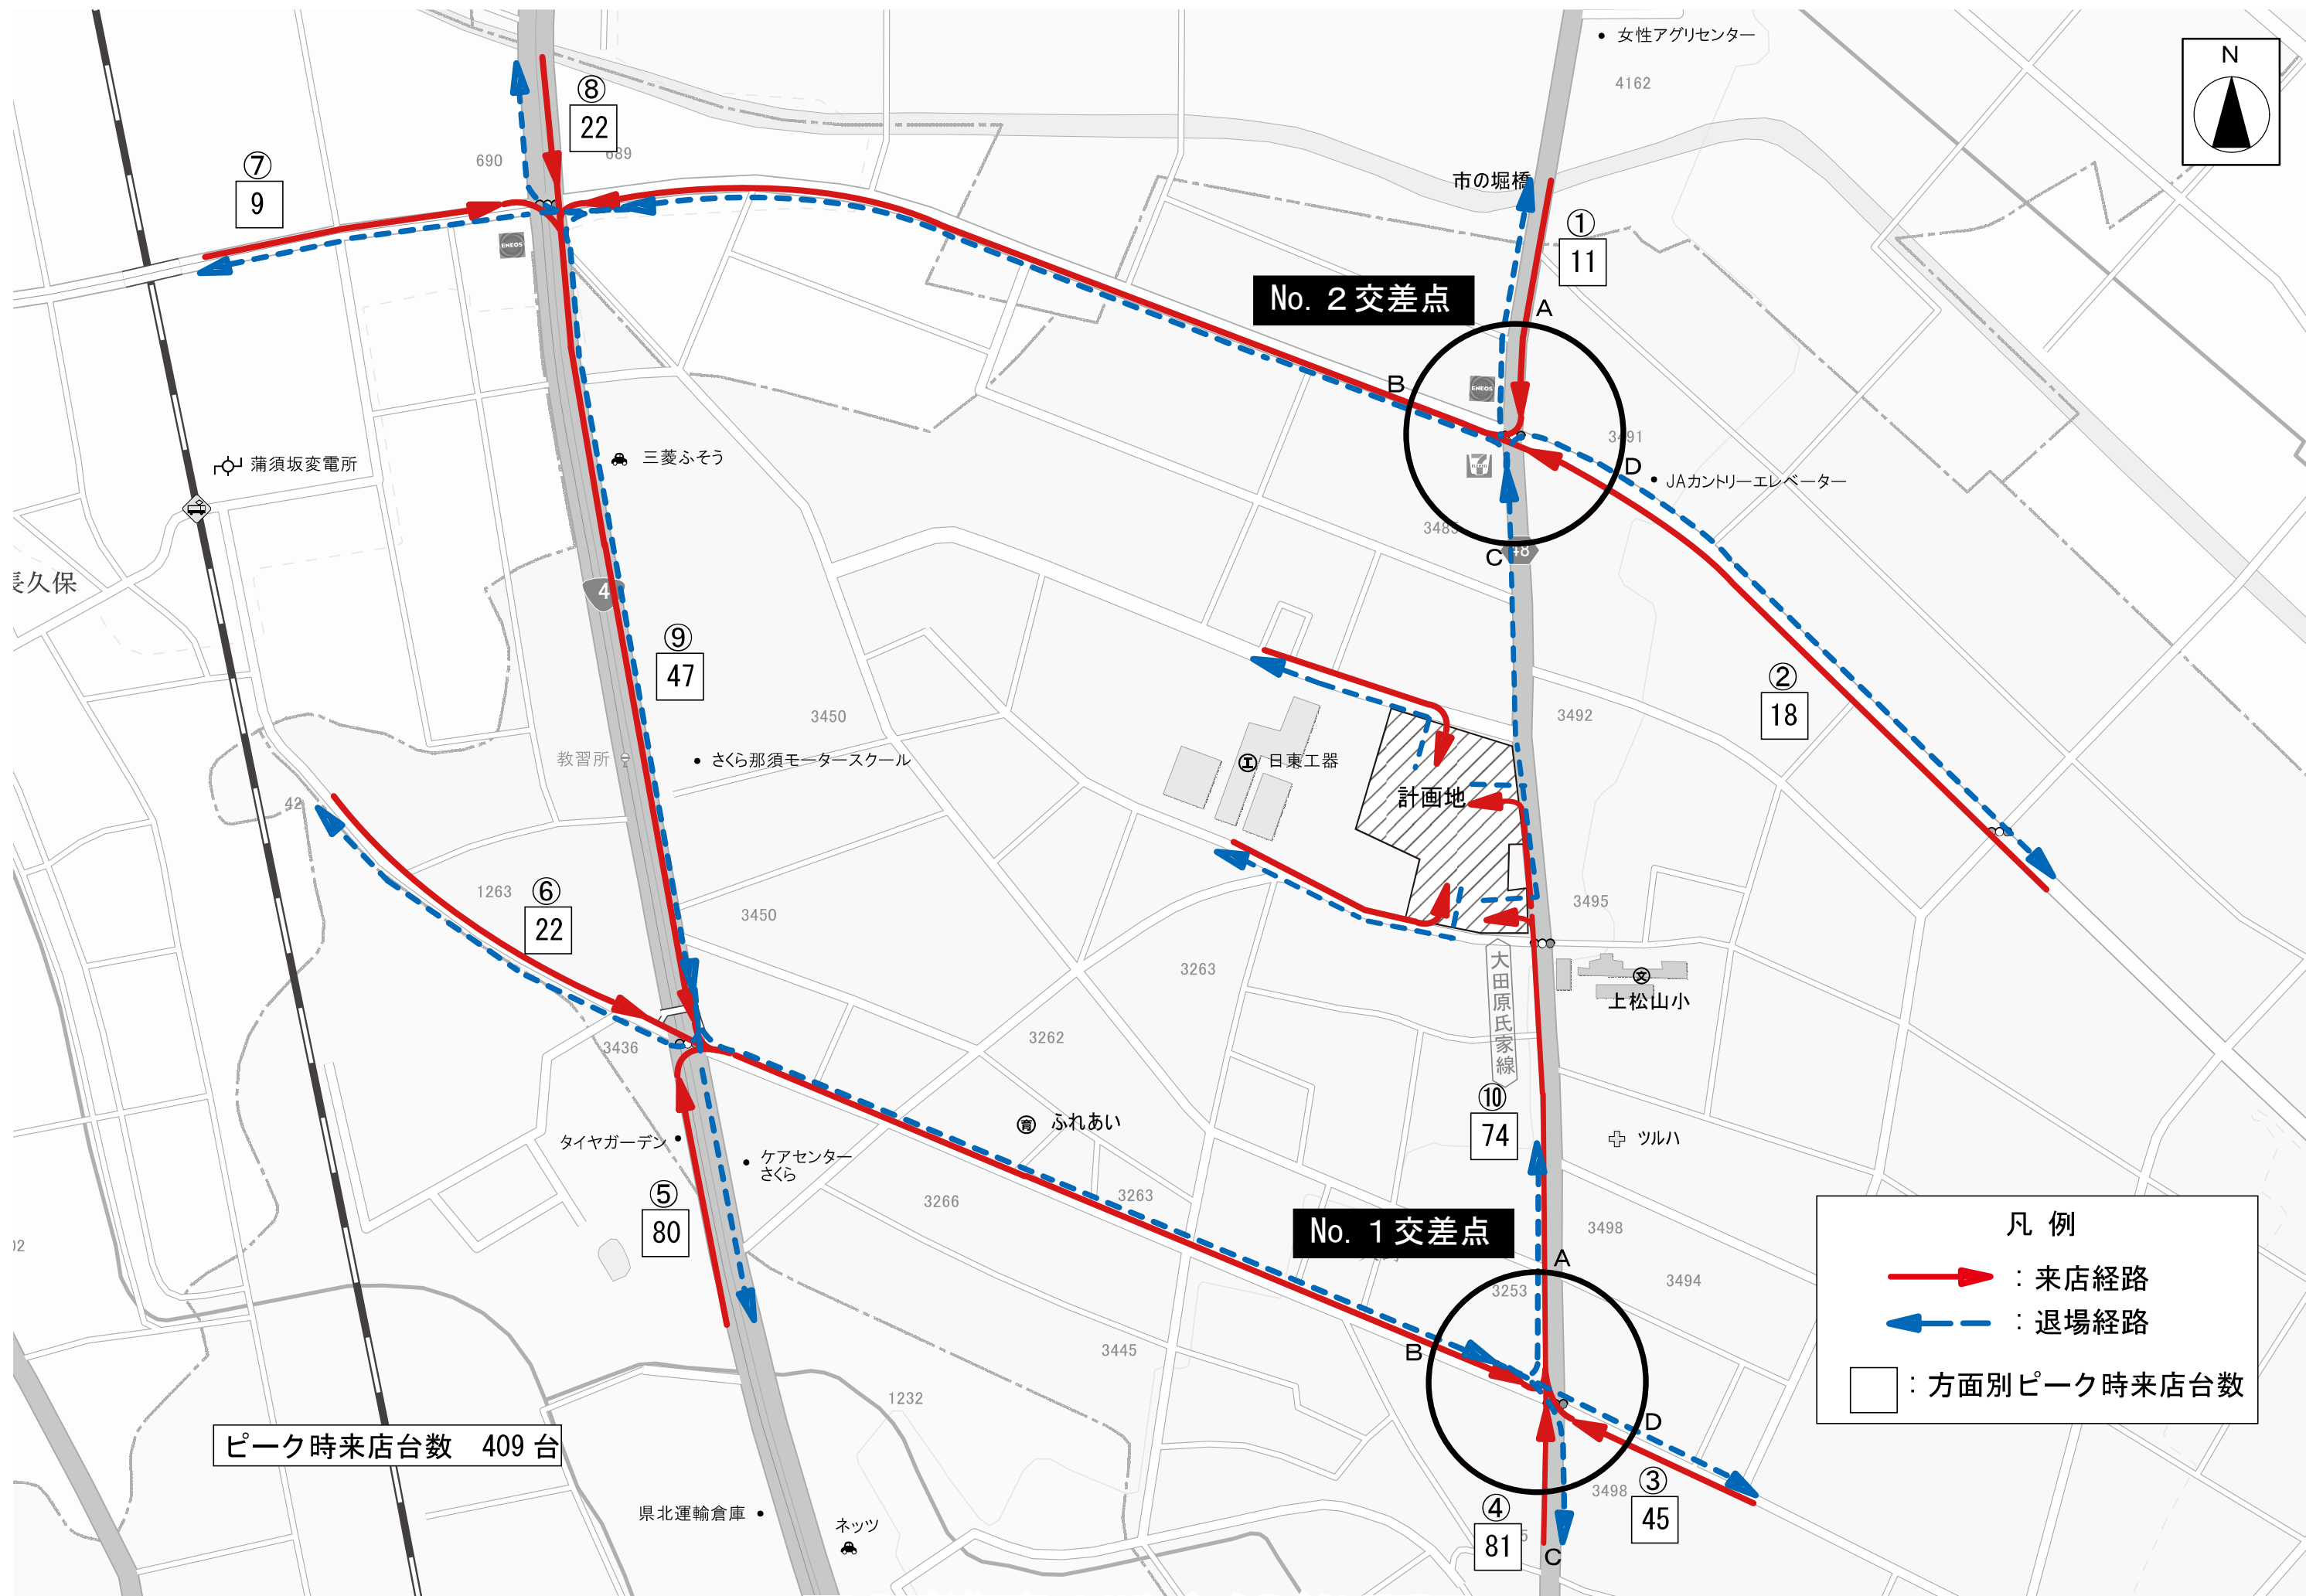 女性アグリセンター
4162
N
⑧
22
690
689
⑦
9
市の堀橋
①
11
ENEOS
No. 2 交差点
A
B
ENEOS
3491
D
JAカントリーエレベーター
蒲須坂変電所
三菱ふそう
C
48
長久保
4
⑨
47
②
18
3450
3492
教習所
さくら那須モータースクール
日東工器
計画地
42
1263
⑥
22
3450
3495
3263
大田原氏家線
上松山小
3436
3262
⑩
74
タイヤガーデン
ケアセンター
さくら
ふれあい
ツルハ
⑤
80
3266
3263
No. 1 交差点
3498
A
3253
3494
凡 例
:来店経路
:退場経路
:方面別ピーク時来店台数
3445
B
1232
D
ピーク時来店台数 409 台
③
45
3498
④
81
C
県北運輸倉庫
ネッツ